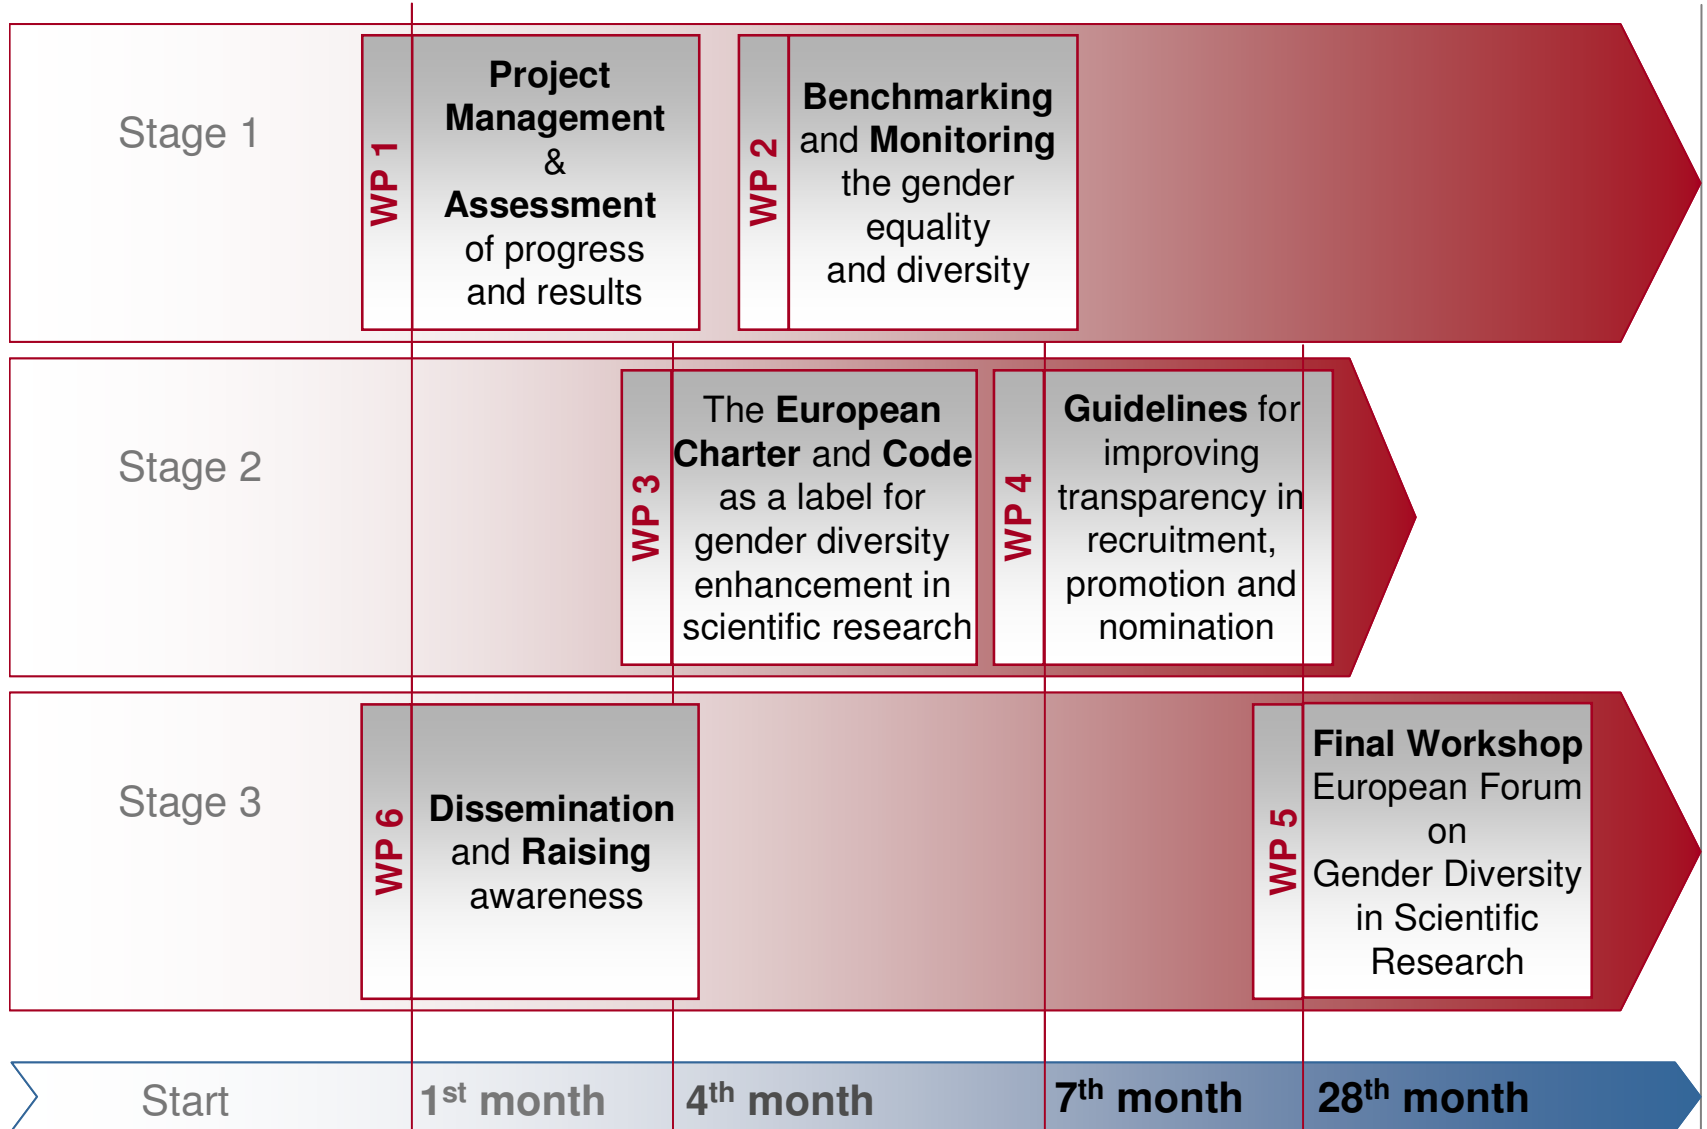 Stage 1
WP 1
Project
Management
&
Assessment
of progress
and results
WP 2
Benchmarking
and Monitoring
the gender
equality
and diversity
Stage 2
WP 3
The European
Charter and Code
as a label for
gender diversity
enhancement in
scientific research
WP 4
Guidelines for
improving
transparency in
recruitment,
promotion and
nomination
Stage 3
WP 6
Dissemination
and Raising
awareness
WP 5
Final Workshop
European Forum
on
Gender Diversity
in Scientific
Research
Start
1st month
4th month
7th month
28th month